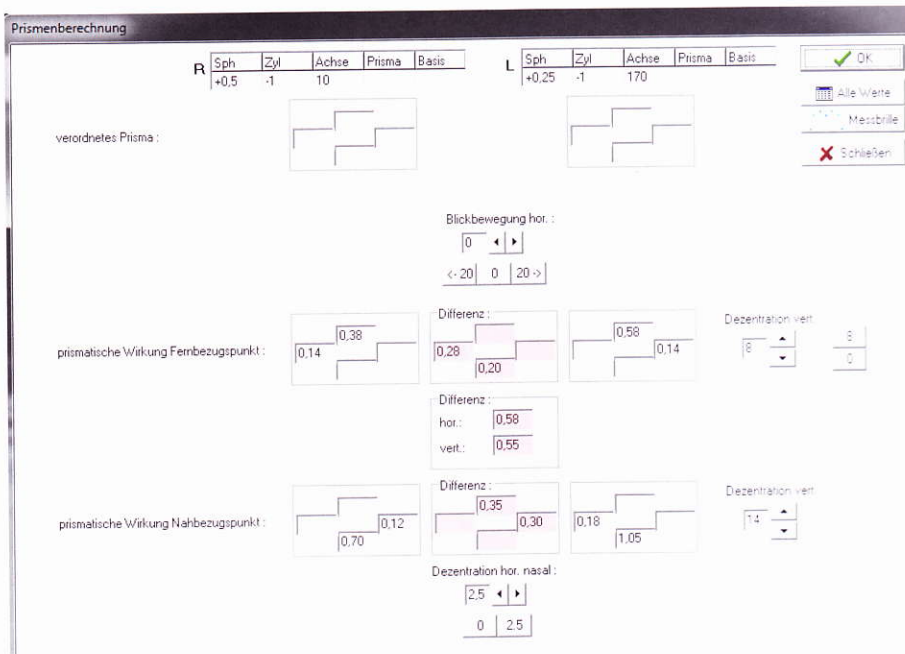 Prismenberechnung
R Sph Zyl Achse Prisma Basis
+0,5 -1 10
L Sph Zyl Achse Prisma Basis
+0,25 -1 170
OK
Alle Werte
Messbrille
Schließen
verordnetes Prisma :
Blickbewegung hor. :
0
<- 20 0 20 ->
prismatische Wirkung Fernbezugspunkt :
0,38
0,14
Differenz :
0,28
0,20
0,58
0,14
Dezentration vert
8
8
0
Differenz :
hor.: 0,58
vert.: 0,55
prismatische Wirkung Nahbezugspunkt :
0,12
0,70
Differenz :
0,35
0,30
0,18
1,05
Dezentration vert
14
Dezentration hor. nasal :
2,5
0 2.5